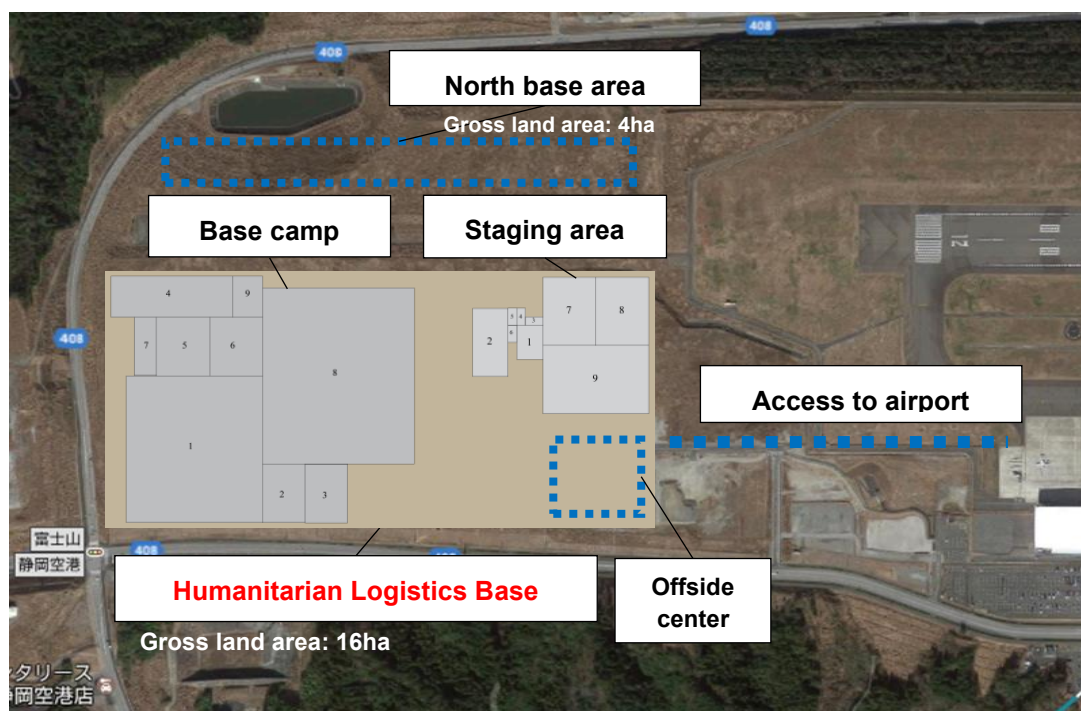 408
408
North base area
Gross land area: 4ha
Base camp
Staging area
12
4
9
7
5
6
8
1
2
3
7
8
9
2
5
4
3
6
1
408
Access to airport
富士山
静岡空港
408
Humanitarian Logistics Base
Gross land area: 16ha
Offside
center
ンタリース
岡空港店